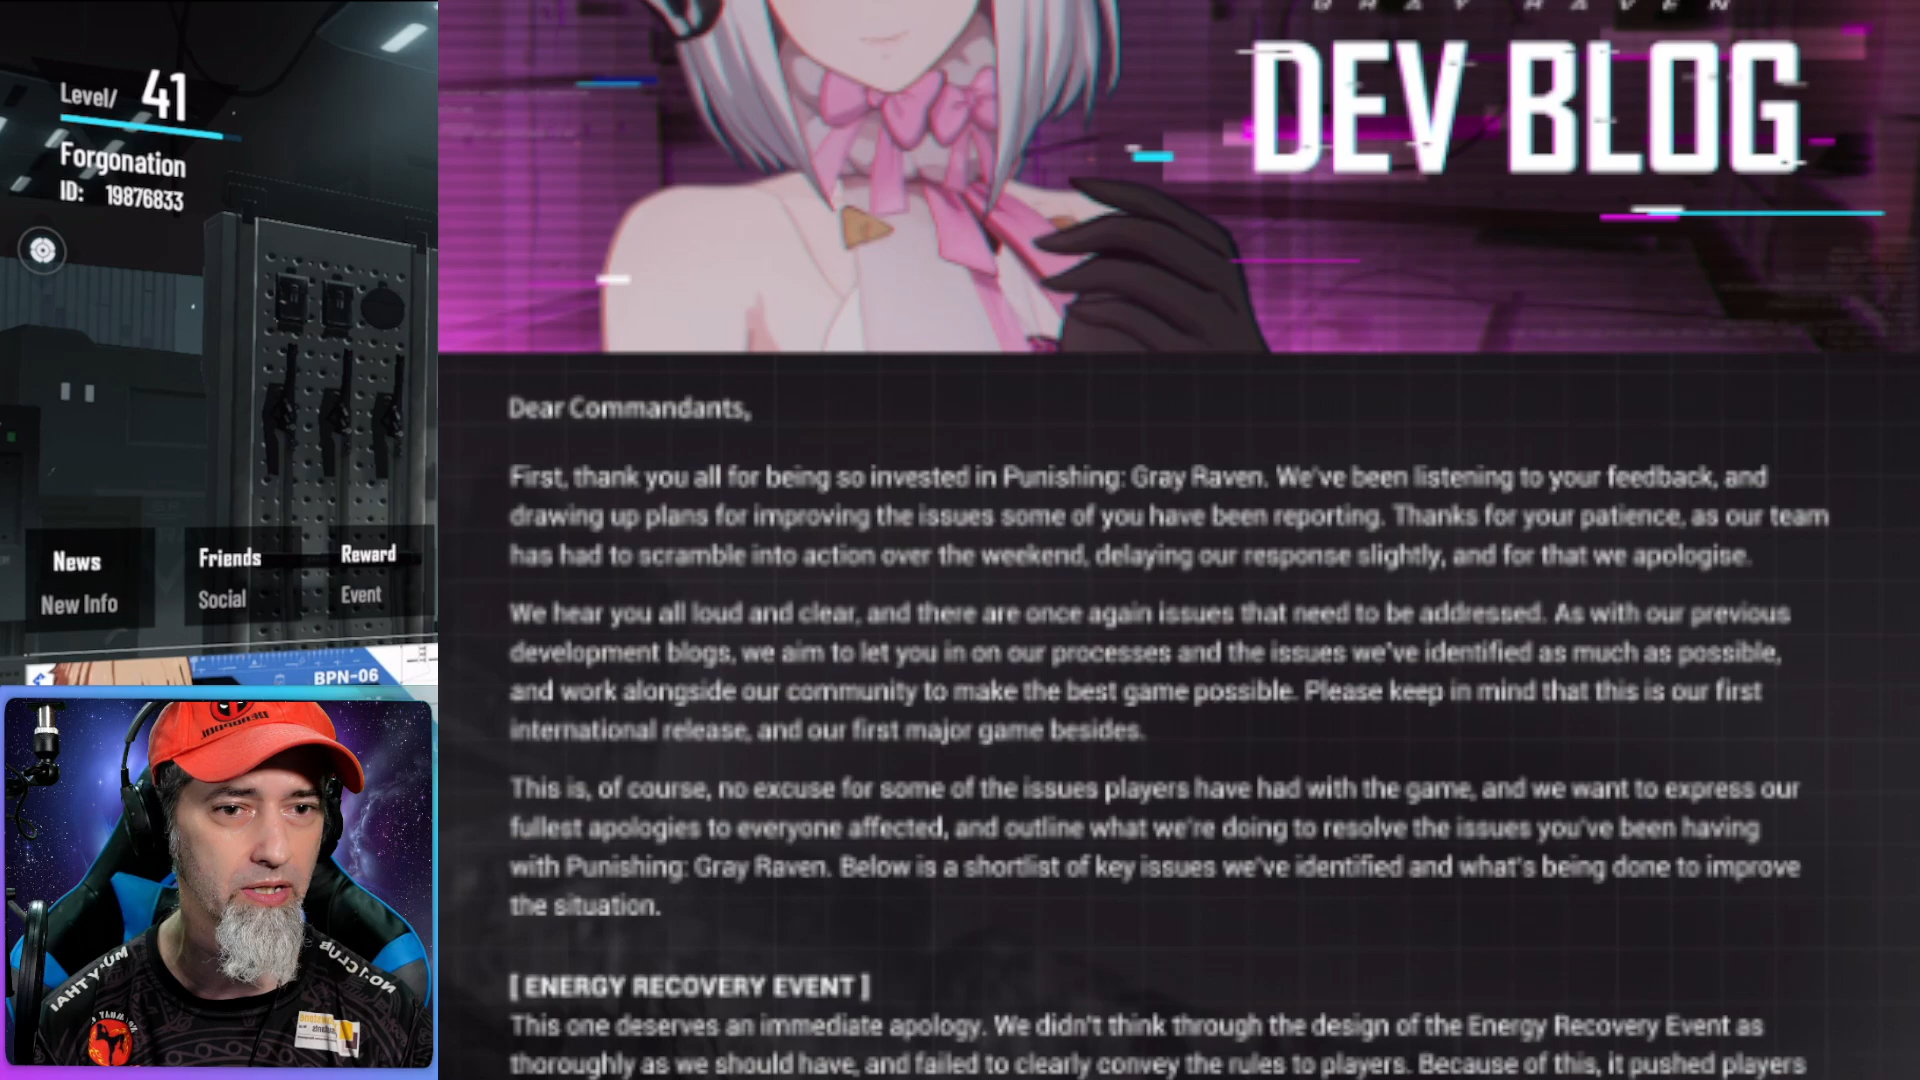 Level/ 41
Forgonation
ID: 19876833
News
New Info
Friends
Social
Reward
Event
BPN-06
GRAY RAVEN
DEV BLOG
Dear Commandants,
First, thank you all for being so invested in Punishing: Gray Raven. We've been listening to your feedback, and
drawing up plans for improving the issues some of you have been reporting. Thanks for your patience, as our team
has had to scramble into action over the weekend, delaying our response slightly, and for that we apologise.
We hear you all loud and clear, and there are once again issues that need to be addressed. As with our previous
development blogs, we aim to let you in on our processes and the issues we've identified as much as possible,
and work alongside our community to make the best game possible. Please keep in mind that this is our first
international release, and our first major game besides.
This is, of course, no excuse for some of the issues players have had with the game, and we want to express our
fullest apologies to everyone affected, and outline what we're doing to resolve the issues you've been having
with Punishing: Gray Raven. Below is a shortlist of key issues we've identified and what's being done to improve
the situation.
[ ENERGY RECOVERY EVENT ]
This one deserves an immediate apology. We didn't think through the design of the Energy Recovery Event as
thoroughly as we should have, and failed to clearly convey the rules to players. Because of this, it pushed players